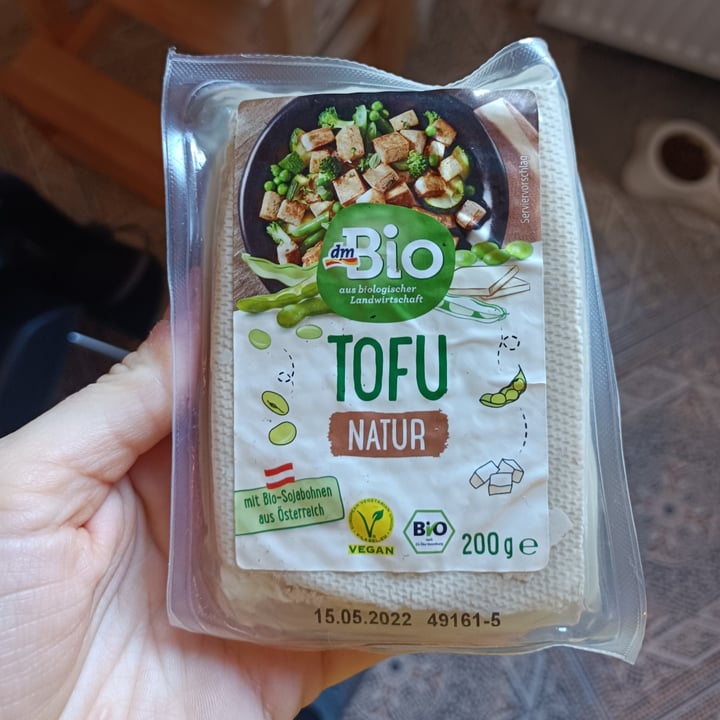 Serviervorschlag
dm
Bio
aus biologischer
Landwirtschaft
TOFU
NATUR
mit Bio-Sojabohnen
aus Österreich
VEGAN
BiO
200 g e
15.05.2022 49161-5